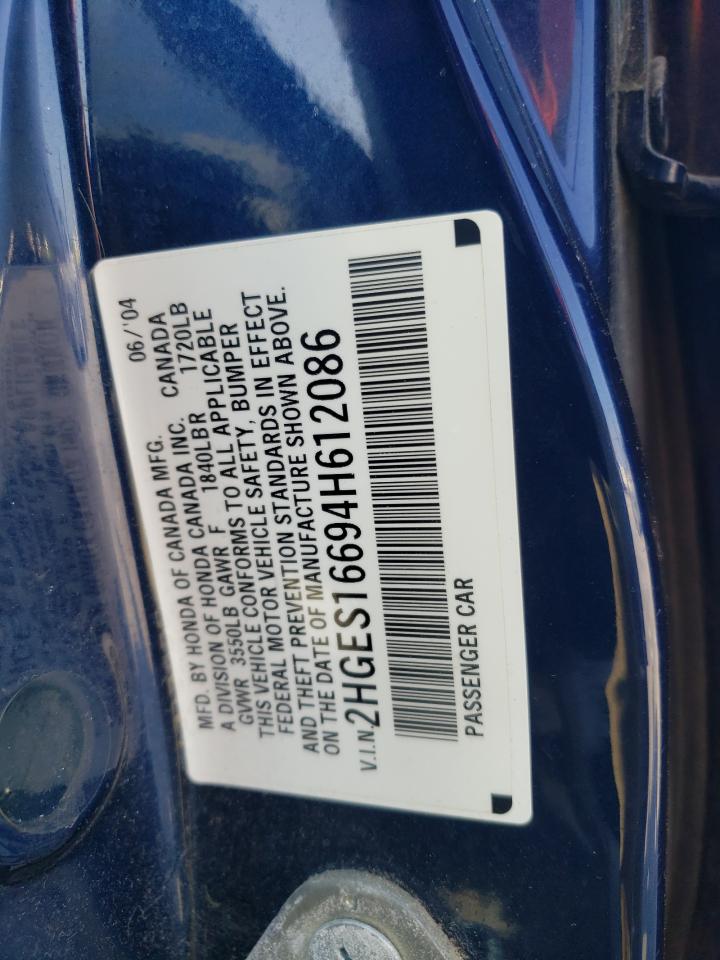 MFD. BY HONDA OF CANADA MFG. 06/'04
A DIVISION OF HONDA CANADA INC. CANADA
GVWR 3550LB GAWR F 1840LBR 1720LB
THIS VEHICLE CONFORMS TO ALL APPLICABLE
FEDERAL MOTOR VEHICLE SAFETY, BUMPER
AND THEFT PREVENTION STANDARDS IN EFFECT
ON THE DATE OF MANUFACTURE SHOWN ABOVE.
V.I.N. 2HGES16694H612086
PASSENGER CAR